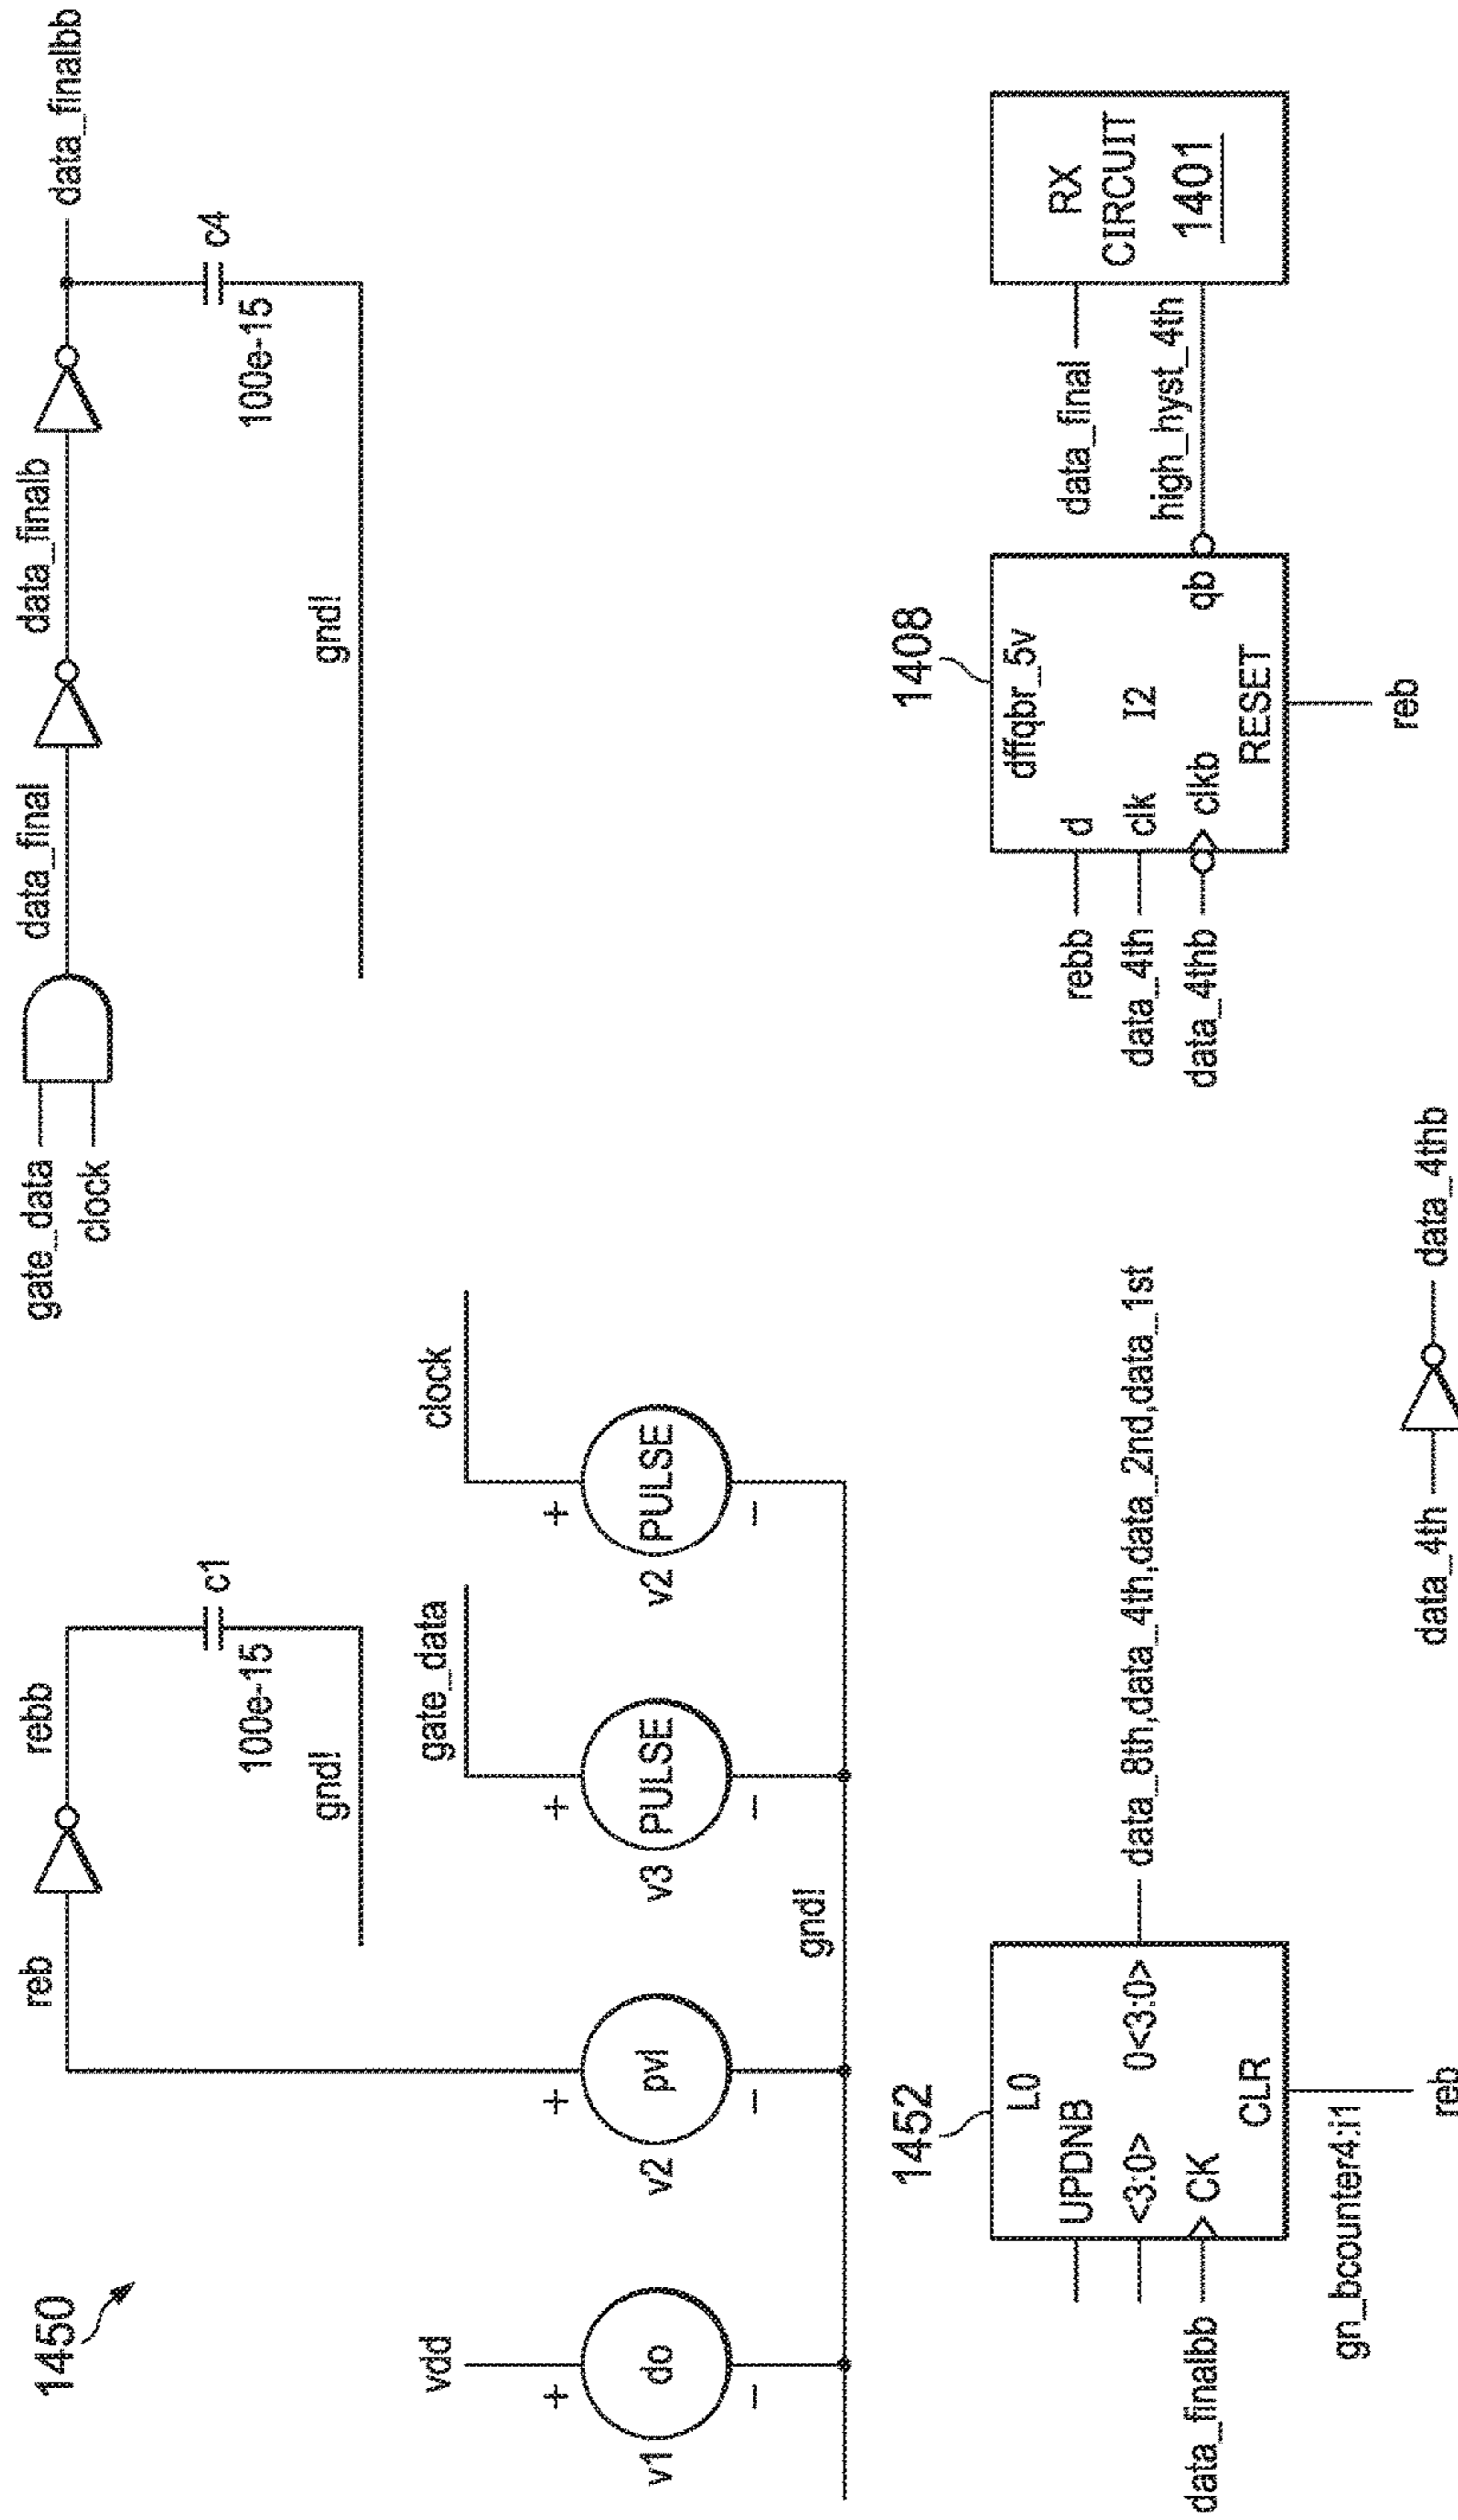 1450
reb
rebb
c1
100e-15
gnd!
gate_data
clock
data_final
data_finalb
data_finalbb
c4
100e-15
gnd!
vdd
v1
do
+
−
v2
pvl
+
−
gate_data
v3
PULSE
+
−
clock
v2
PULSE
+
−
gnd!
1452
L0
UPDNB
<3:0>
0<3:0>
CK
CLR
data_finalbb
gn_bcounter4:i1
reb
data_8th,data_4th,data_2nd,data_1st
data_4th
data_4thb
1408
dffqbr_5v
rebb
d
data_4th
clk
I2
data_4thb
clkb
qb
RESET
reb
data_final
high_hyst_4th
RX
CIRCUIT
1401